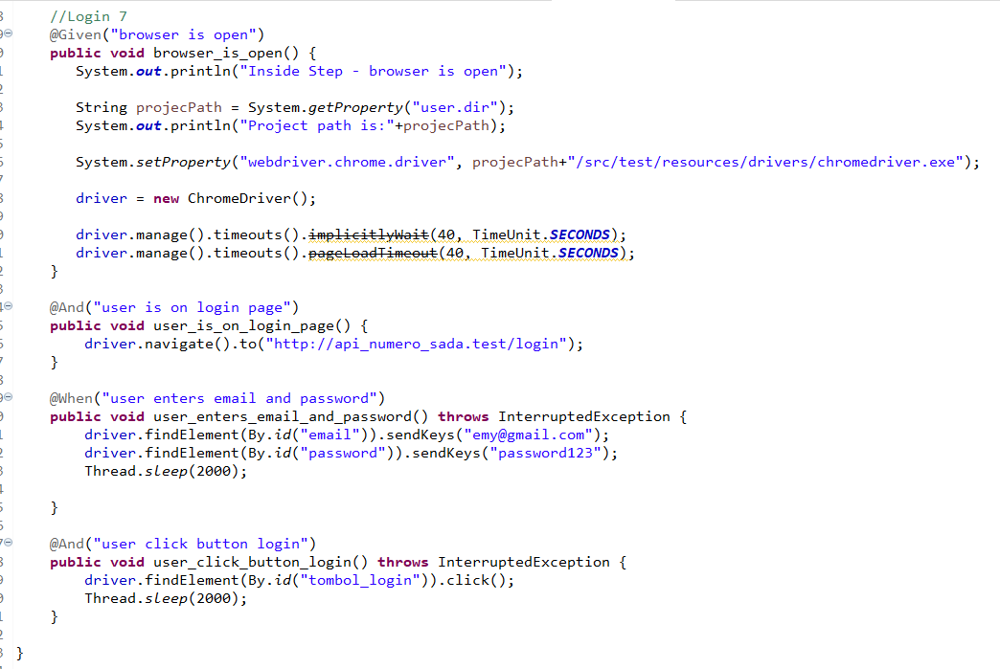 //Login 7
@Given("browser is open")
public void browser_is_open() {
System.out.println("Inside Step - browser is open");
String projecPath = System.getProperty("user.dir");
System.out.println("Project path is:"+projecPath);
System.setProperty("webdriver.chrome.driver", projecPath+"/src/test/resources/drivers/chromedriver.exe");
driver = new ChromeDriver();
driver.manage().timeouts().implicitlyWait(40, TimeUnit.SECONDS);
driver.manage().timeouts().pageLoadTimeout(40, TimeUnit.SECONDS);
}
@And("user is on login page")
public void user_is_on_login_page() {
driver.navigate().to("http://api_numero_sada.test/login");
}
@When("user enters email and password")
public void user_enters_email_and_password() throws InterruptedException {
driver.findElement(By.id("email")).sendKeys("emy@gmail.com");
driver.findElement(By.id("password")).sendKeys("password123");
Thread.sleep(2000);
}
@And("user click button login")
public void user_click_button_login() throws InterruptedException {
driver.findElement(By.id("tombol_login")).click();
Thread.sleep(2000);
}
}